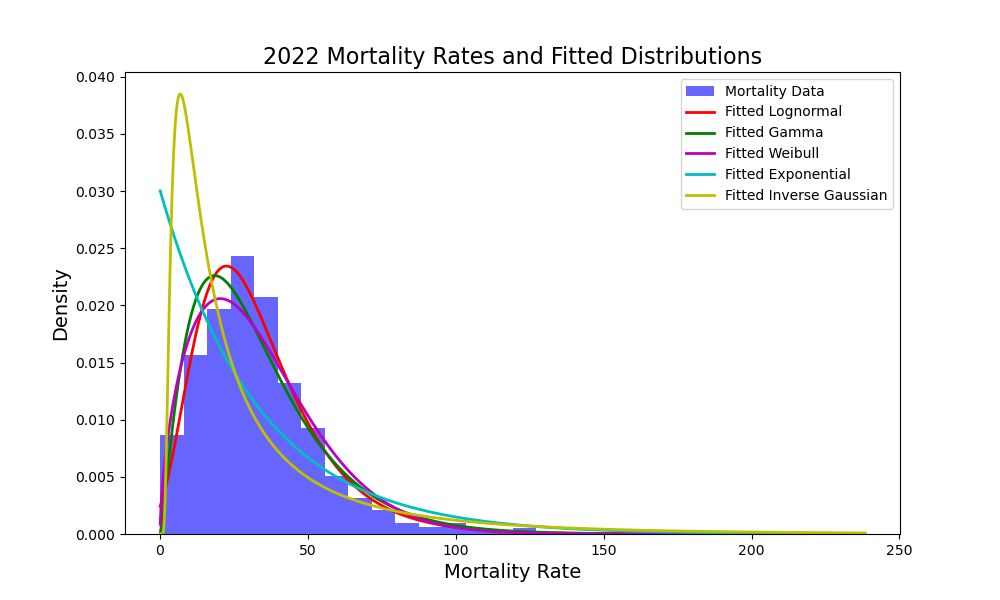 2022 Mortality Rates and Fitted Distributions
0.040
0.035
0.030
0.025
0.020
0.015
0.010
0.005
0.000
Density
Mortality Data
Fitted Lognormal
Fitted Gamma
Fitted Weibull
Fitted Exponential
Fitted Inverse Gaussian
0 50 100 150 200 250
Mortality Rate